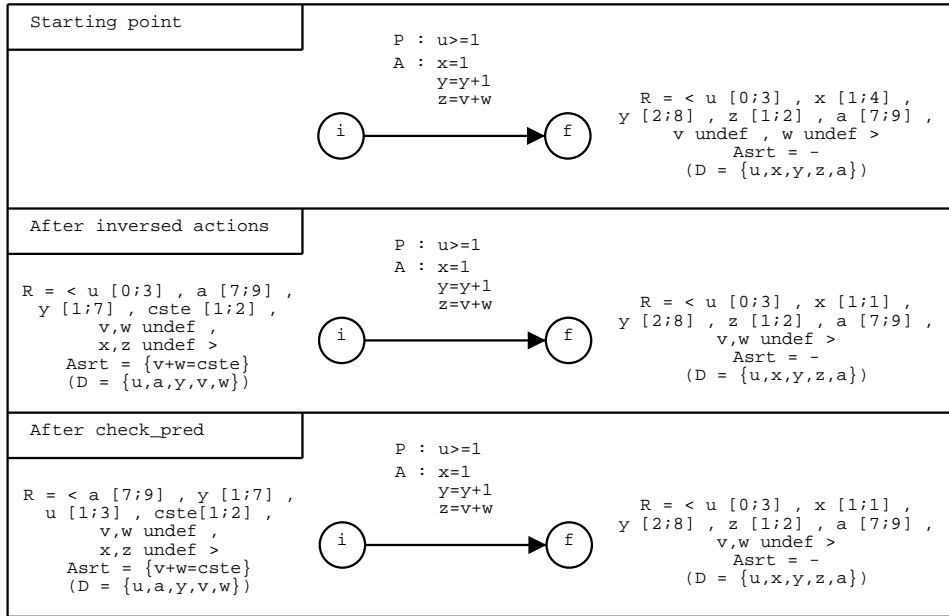 Starting point
P : u>=1
A : x=1
y=y+1
z=v+w
i
f
R = < u [0;3] , x [1;4] ,
y [2;8] , z [1;2] , a [7;9] ,
v undef , w undef >
Asrt = -
(D = {u,x,y,z,a})
After inversed actions
P : u>=1
A : x=1
y=y+1
z=v+w
R = < u [0;3] , a [7;9] ,
y [1;7] , cste [1;2] ,
v,w undef ,
x,z undef >
Asrt = {v+w=cste}
(D = {u,a,y,v,w})
i
f
R = < u [0;3] , x [1;1] ,
y [2;8] , z [1;2] , a [7;9] ,
v,w undef >
Asrt = -
(D = {u,x,y,z,a})
After check_pred
P : u>=1
A : x=1
y=y+1
z=v+w
R = < a [7;9] , y [1;7] ,
u [1;3] , cste[1;2] ,
v,w undef ,
x,z undef >
Asrt = {v+w=cste}
(D = {u,a,y,v,w})
i
f
R = < u [0;3] , x [1;1] ,
y [2;8] , z [1;2] , a [7;9] ,
v,w undef >
Asrt = -
(D = {u,x,y,z,a})